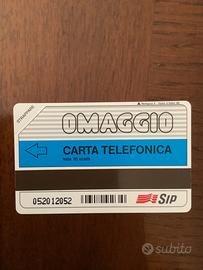 OMAGGIO
CARTA TELEFONICA
052012052
SIP
subito